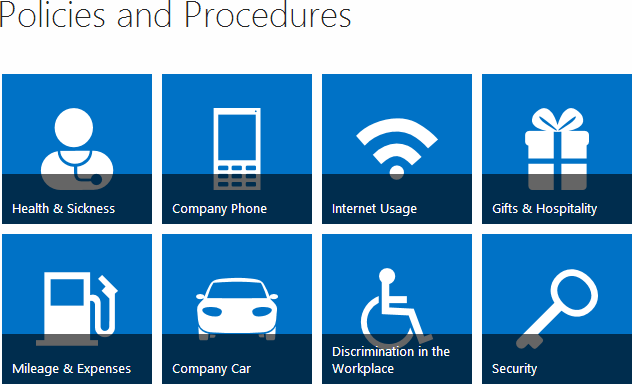 Policies and Procedures
Health & Sickness
Company Phone
Internet Usage
Gifts & Hospitality
Mileage & Expenses
Company Car
Discrimination in the
Workplace
Security